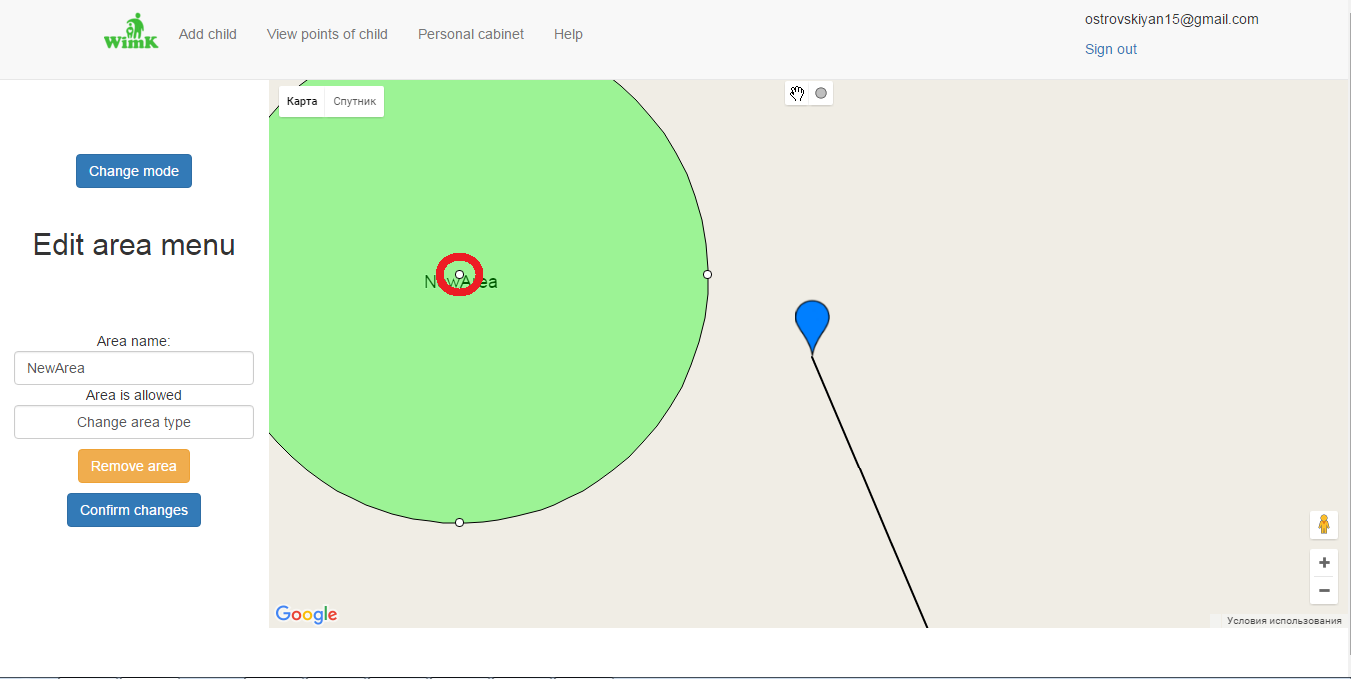 WimK
Add child
View points of child
Personal cabinet
Help
ostrovskiyan15@gmail.com
Sign out
Change mode
Edit area menu
Area name:
NewArea
Area is allowed
Change area type
Remove area
Confirm changes
Карта
Спутник
NewArea
Google
Условия использования